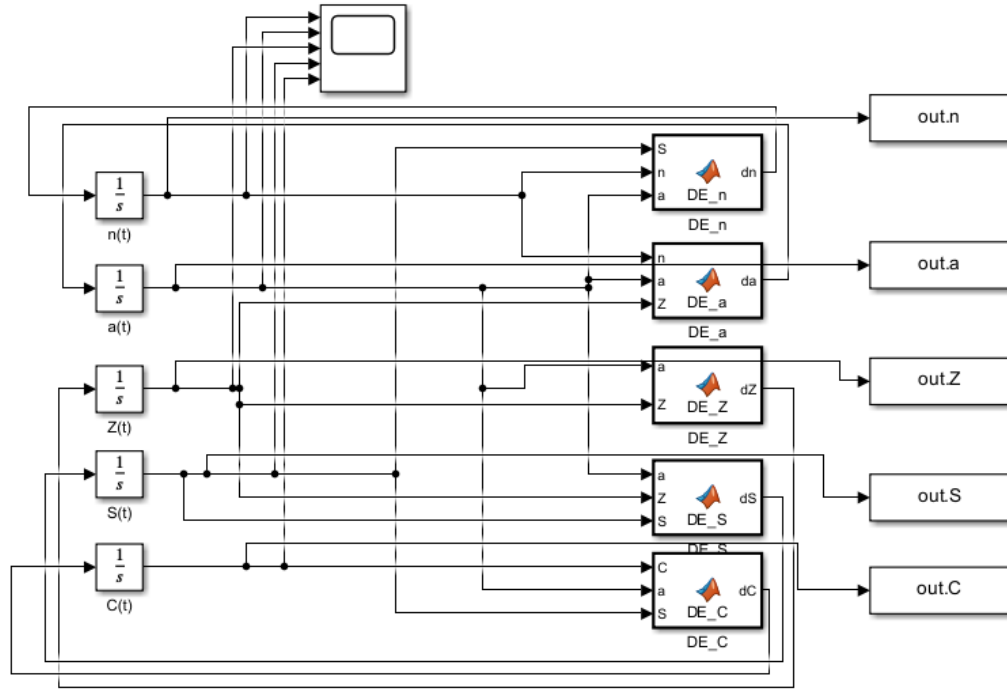 out.n
S
n
a
dn
DE_n
DE_n
1
s
n(t)
out.a
n
a
Z
da
DE_a
DE_a
1
s
a(t)
out.Z
a
Z
dZ
DE_Z
DE_Z
1
s
Z(t)
out.S
a
Z
S
dS
DE_S
DE_S
1
s
S(t)
out.C
C
a
S
dC
DE_C
DE_C
1
s
C(t)